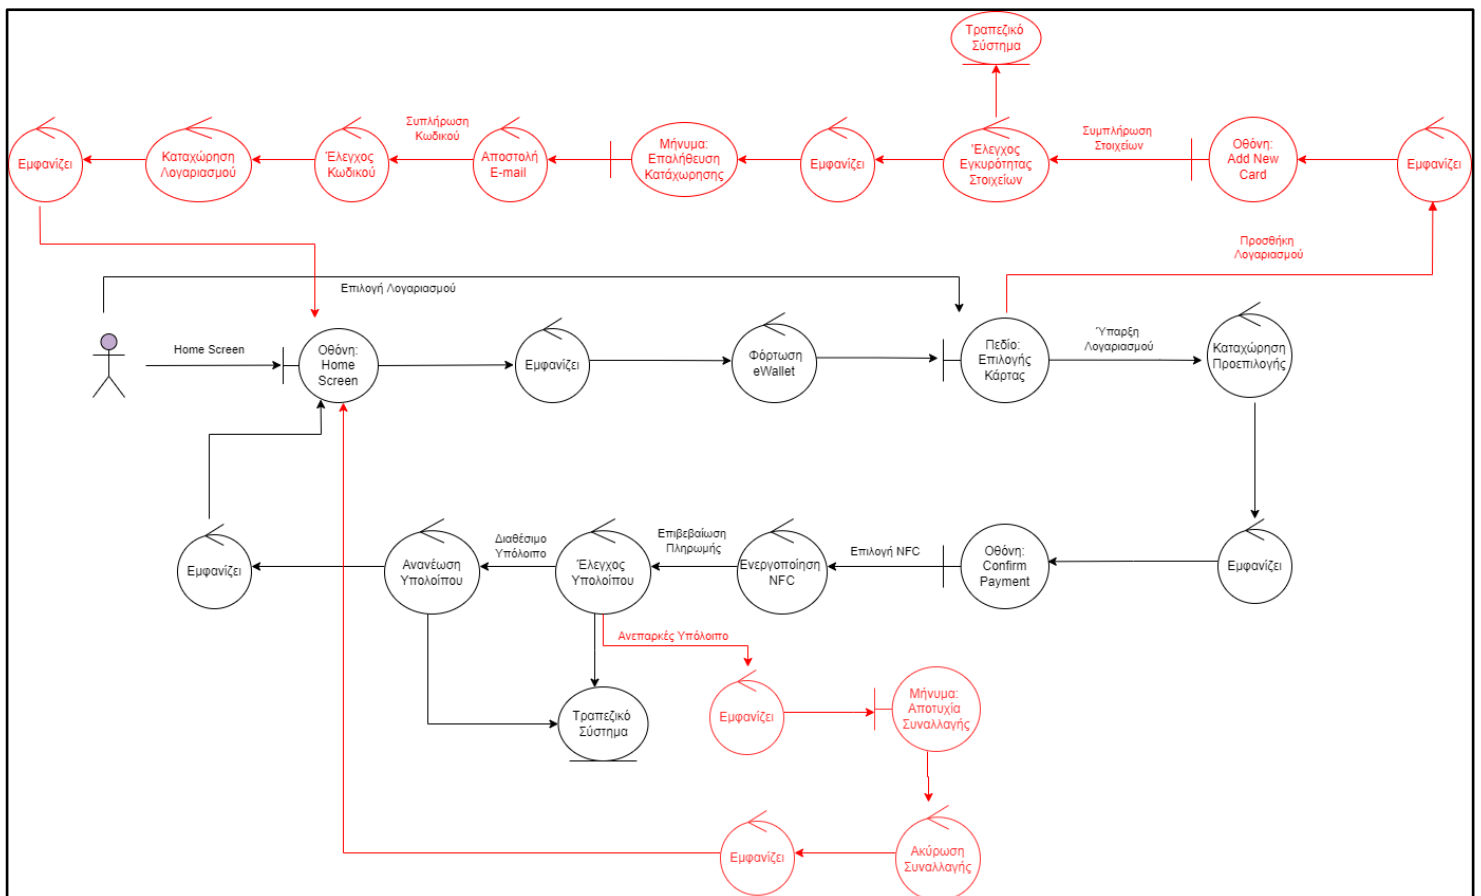 Τραπεζικό
Σύστημα
Εμφανίζει
Καταχώρηση
Λογαριασμού
Έλεγχος
Κωδικού
Συπλήρωση
Κωδικού
Αποστολή
E-mail
Μήνυμα:
Επαλήθευση
Κατάχωρησης
Εμφανίζει
Έλεγχος
Εγκυρότητας
Στοιχείων
Συμπλήρωση
Στοιχείων
Οθόνη:
Add New
Card
Εμφανίζει
Προσθήκη
Λογαριασμού
Επιλογή Λογαριασμού
Home Screen
Οθόνη:
Home
Screen
Εμφανίζει
Φόρτωση
eWallet
Πεδίο:
Επιλογής
Κάρτας
Ύπαρξη
Λογαριασμού
Καταχώρηση
Προεπιλογής
Εμφανίζει
Ανανέωση
Υπολοίπου
Διαθέσιμο
Υπόλοιπο
Έλεγχος
Υπολοίπου
Επιβεβαίωση
Πληρωμής
Ενεργοποίηση
NFC
Επιλογή NFC
Οθόνη:
Confirm
Payment
Εμφανίζει
Ανεπαρκές Υπόλοιπο
Τραπεζικό
Σύστημα
Εμφανίζει
Μήνυμα:
Αποτυχία
Συναλλαγής
Εμφανίζει
Ακύρωση
Συναλλαγής